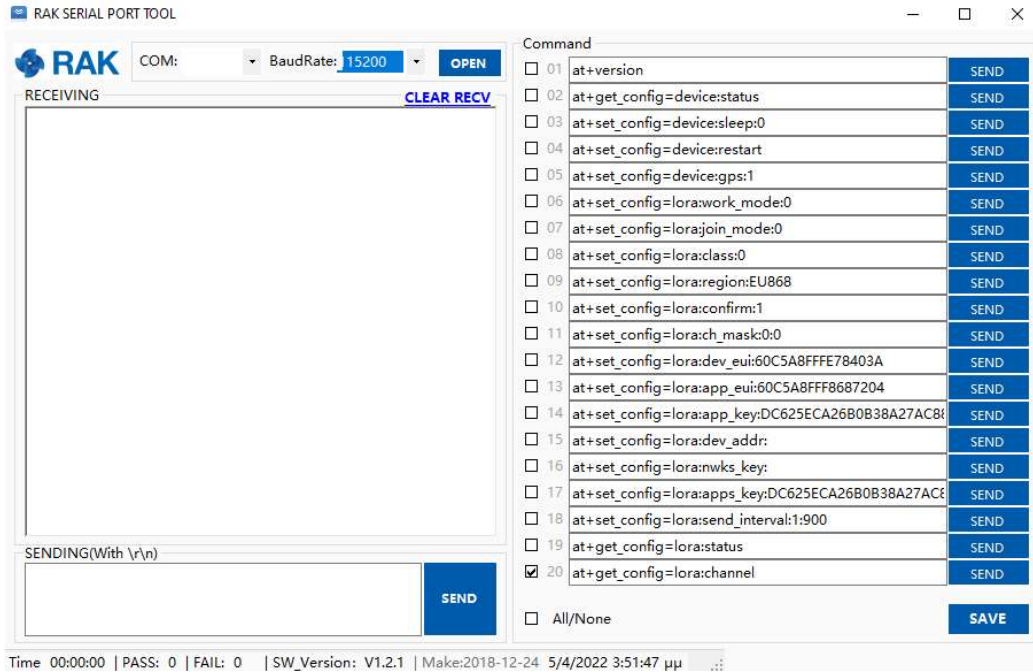 RAK SERIAL PORT TOOL
RAK COM: BaudRate: 15200 OPEN
RECEIVING CLEAR RECV
SENDING(With \r\n)
SEND
Command
01 at+version SEND
02 at+get_config=device:status SEND
03 at+set_config=device:sleep:0 SEND
04 at+set_config=device:restart SEND
05 at+set_config=device:gps:1 SEND
06 at+set_config=lora:work_mode:0 SEND
07 at+set_config=lora:join_mode:0 SEND
08 at+set_config=lora:class:0 SEND
09 at+set_config=lora:region:EU868 SEND
10 at+set_config=lora:confirm:1 SEND
11 at+set_config=lora:ch_mask:0:0 SEND
12 at+set_config=lora:dev_eui:60C5A8FFFE78403A SEND
13 at+set_config=lora:app_eui:60C5A8FFF8687204 SEND
14 at+set_config=lora:app_key:DC625ECA26B0B38A27AC88 SEND
15 at+set_config=lora:dev_addr: SEND
16 at+set_config=lora:nwks_key: SEND
17 at+set_config=lora:apps_key:DC625ECA26B0B38A27AC8 SEND
18 at+set_config=lora:send_interval:1:900 SEND
19 at+get_config=lora:status SEND
20 at+get_config=lora:channel SEND
All/None SAVE
Time 00:00:00 | PASS: 0 | FAIL: 0 | SW_Version: V1.2.1 | Make:2018-12-24 5/4/2022 3:51:47 μμ